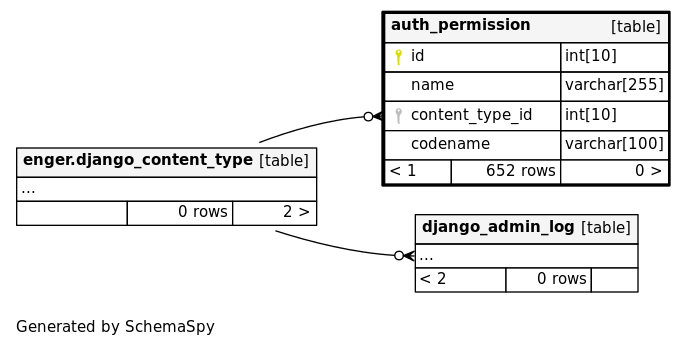 auth_permission [table]
id int[10]
name varchar[255]
content_type_id int[10]
codename varchar[100]
< 1 652 rows 0 >
enger.django_content_type [table]
...
0 rows 2 >
django_admin_log [table]
...
< 2 0 rows
Generated by SchemaSpy